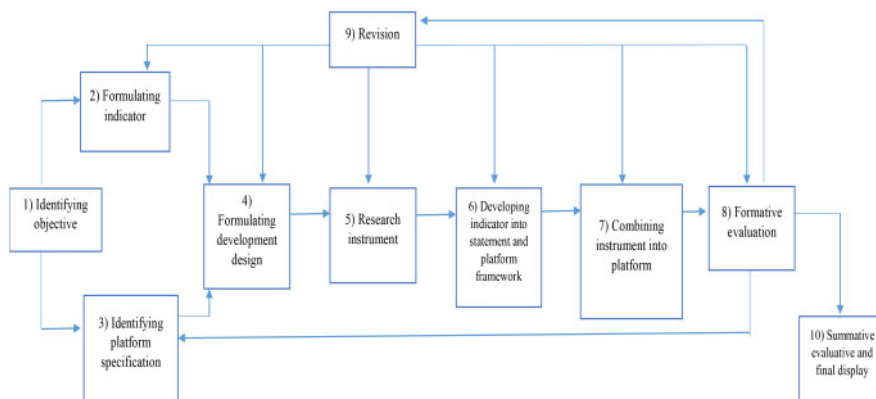 9) Revision
2) Formulating
indicator
1) Identifying
objective
3) Identifying
platform
specification
4)
Formulating
development
design
5) Research
instrument
6) Developing
indicator into
statement and
platform
framework
7) Combining
instrument into
platform
8) Formative
evaluation
10) Summative
evaluative and
final display